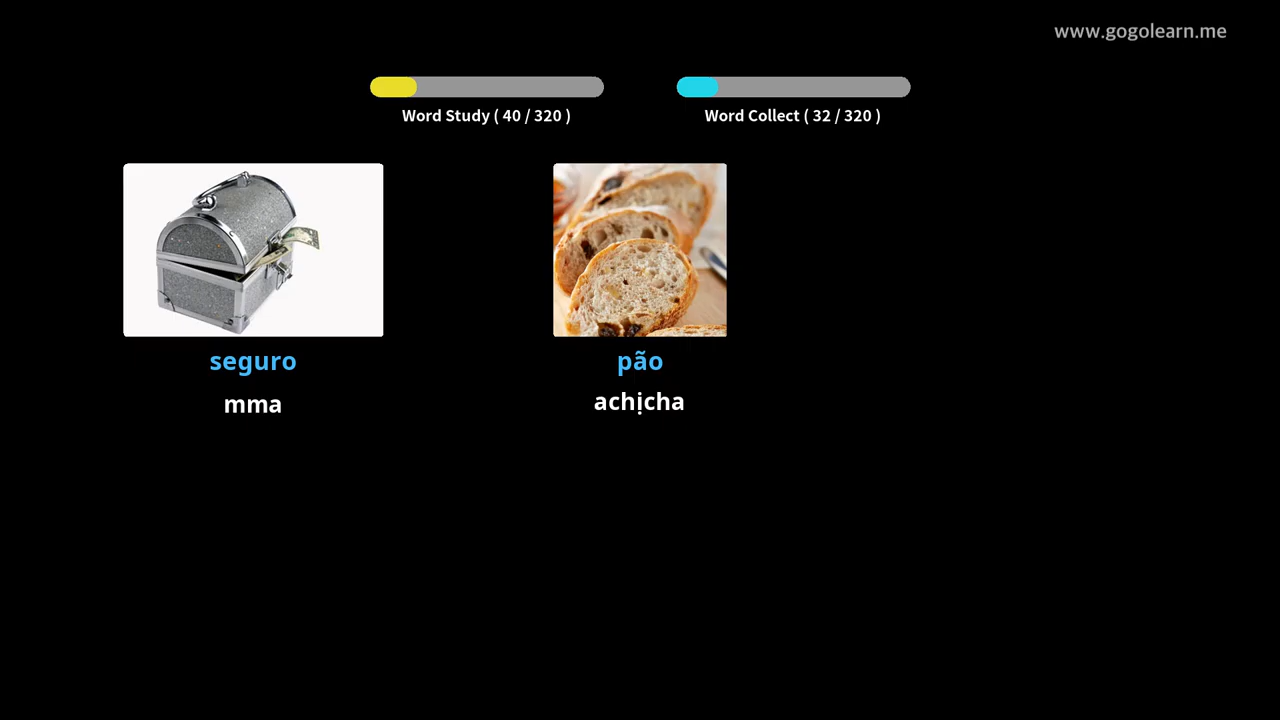 www.gogolearn.me
Word Study ( 40 / 320 )
Word Collect ( 32 / 320 )
seguro
mma
pão
achịcha